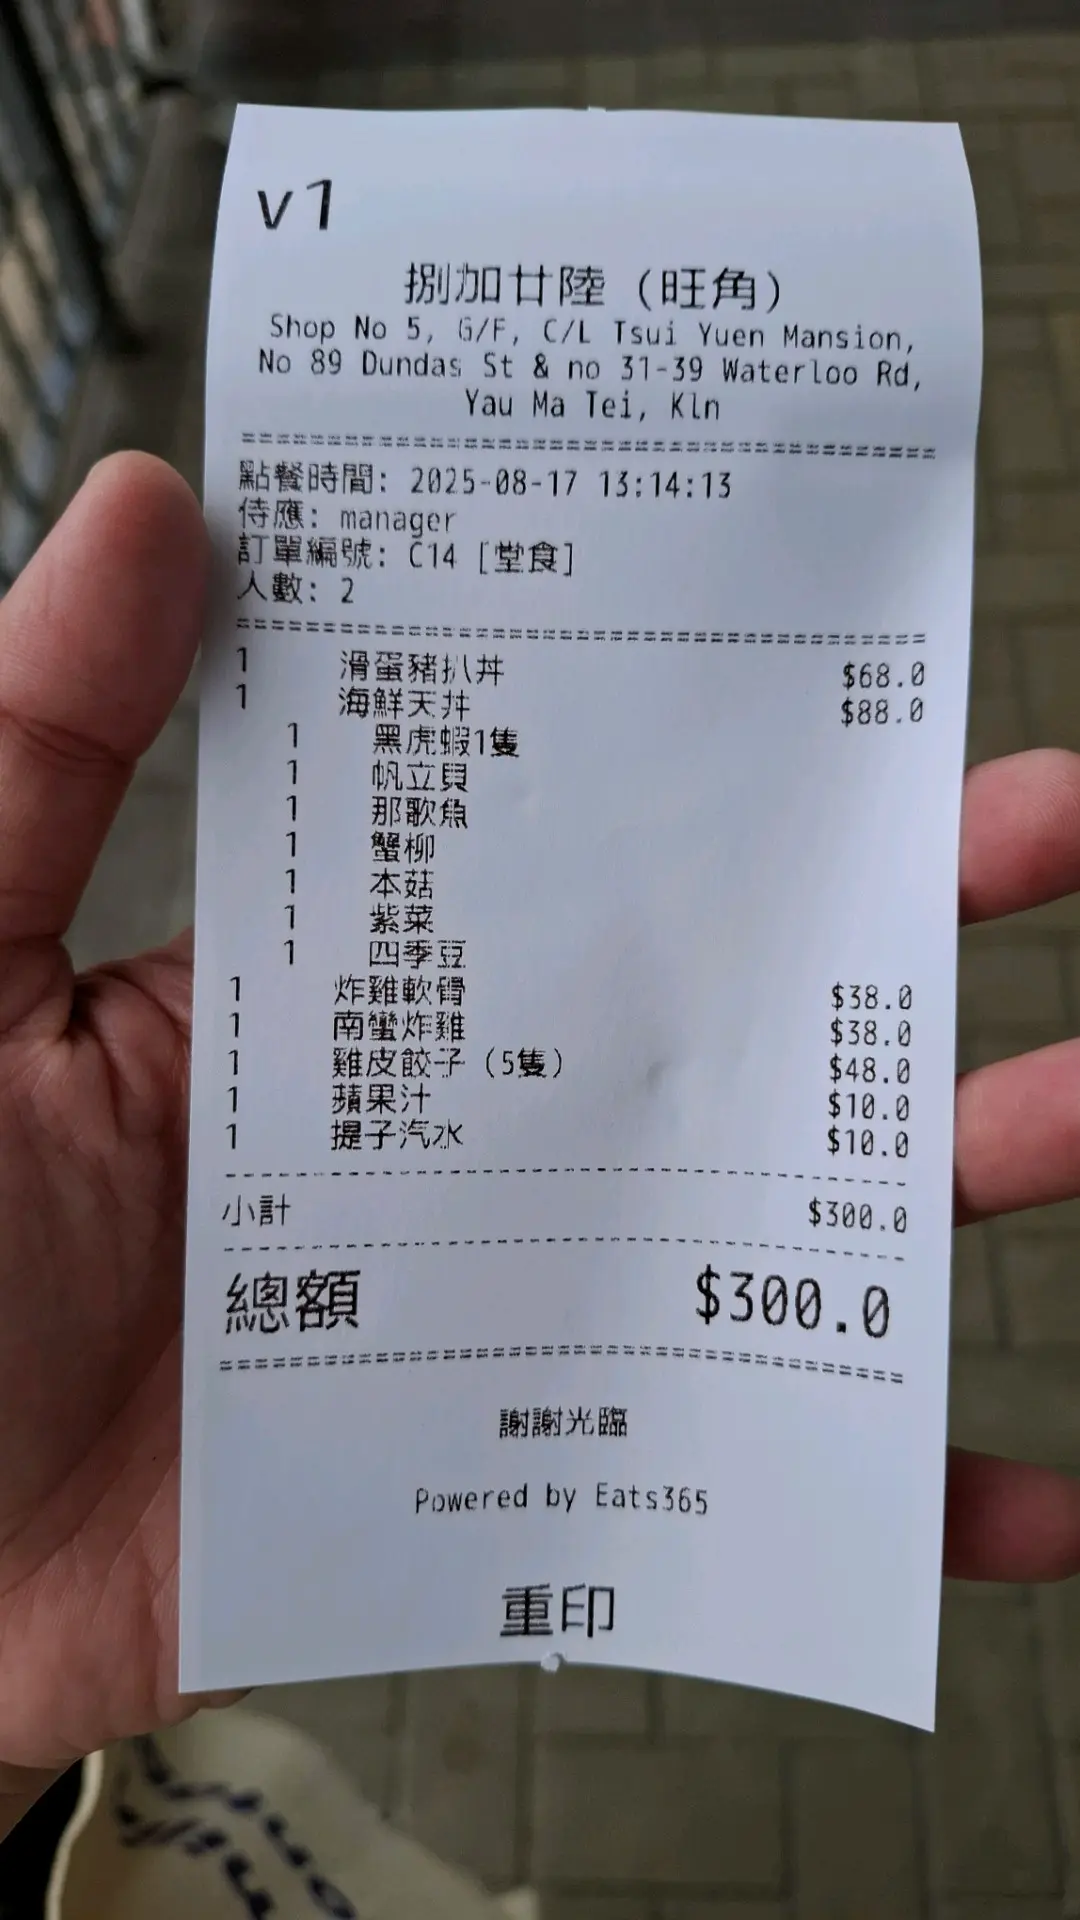 v1
捌加廿陸 (旺角)
Shop No 5, G/F, C/L Tsui Yuen Mansion,
No 89 Dundas St & no 31-39 Waterloo Rd,
Yau Ma Tei, Kln
點餐時間: 2025-08-17 13:14:13
侍應: manager
訂單編號: C14 [堂食]
人數: 2
1 滑蛋豬扒丼 $68.0
1 海鮮天丼 $88.0
1 黑虎蝦1隻
1 帆立貝
1 那歌魚
1 蟹柳
1 本菇
1 紫菜
1 四季豆
1 炸雞軟骨 $38.0
1 南蠻炸雞 $38.0
1 雞皮餃子 (5隻) $48.0
1 蘋果汁 $10.0
1 提子汽水 $10.0
小計 $300.0
總額 $300.0
謝謝光臨
Powered by Eats365
重印